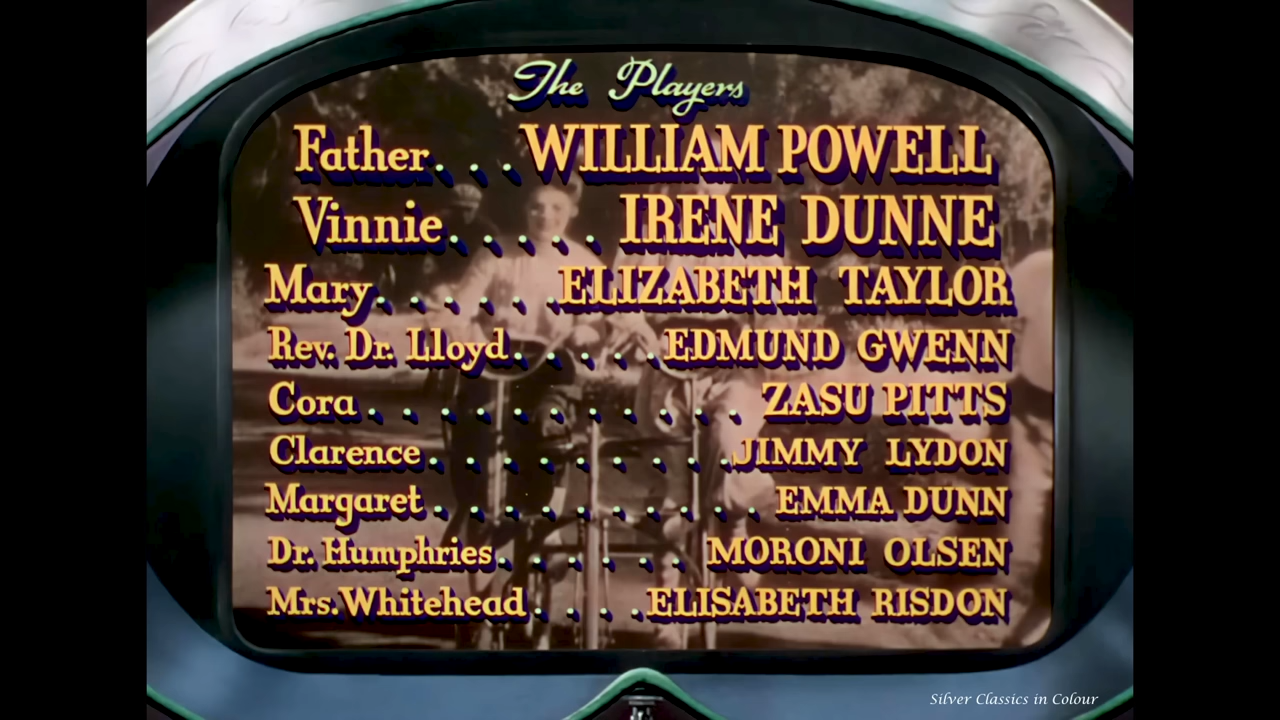 The Players
Father. . . WILLIAM POWELL
Vinnie. . . . . IRENE DUNNE
Mary. . . . . .ELIZABETH TAYLOR
Rev. Dr. Lloyd. . . . . EDMUND GWENN
Cora . . . . . . . . . . ZASU PITTS
Clarence. . . . . . . . .JIMMY LYDON
Margaret. . . . . . . . . EMMA DUNN
Dr. Humphries. . . . . . MORONI OLSEN
Mrs.Whitehead. . . .ELISABETH RISDON
Silver Classics in Colour